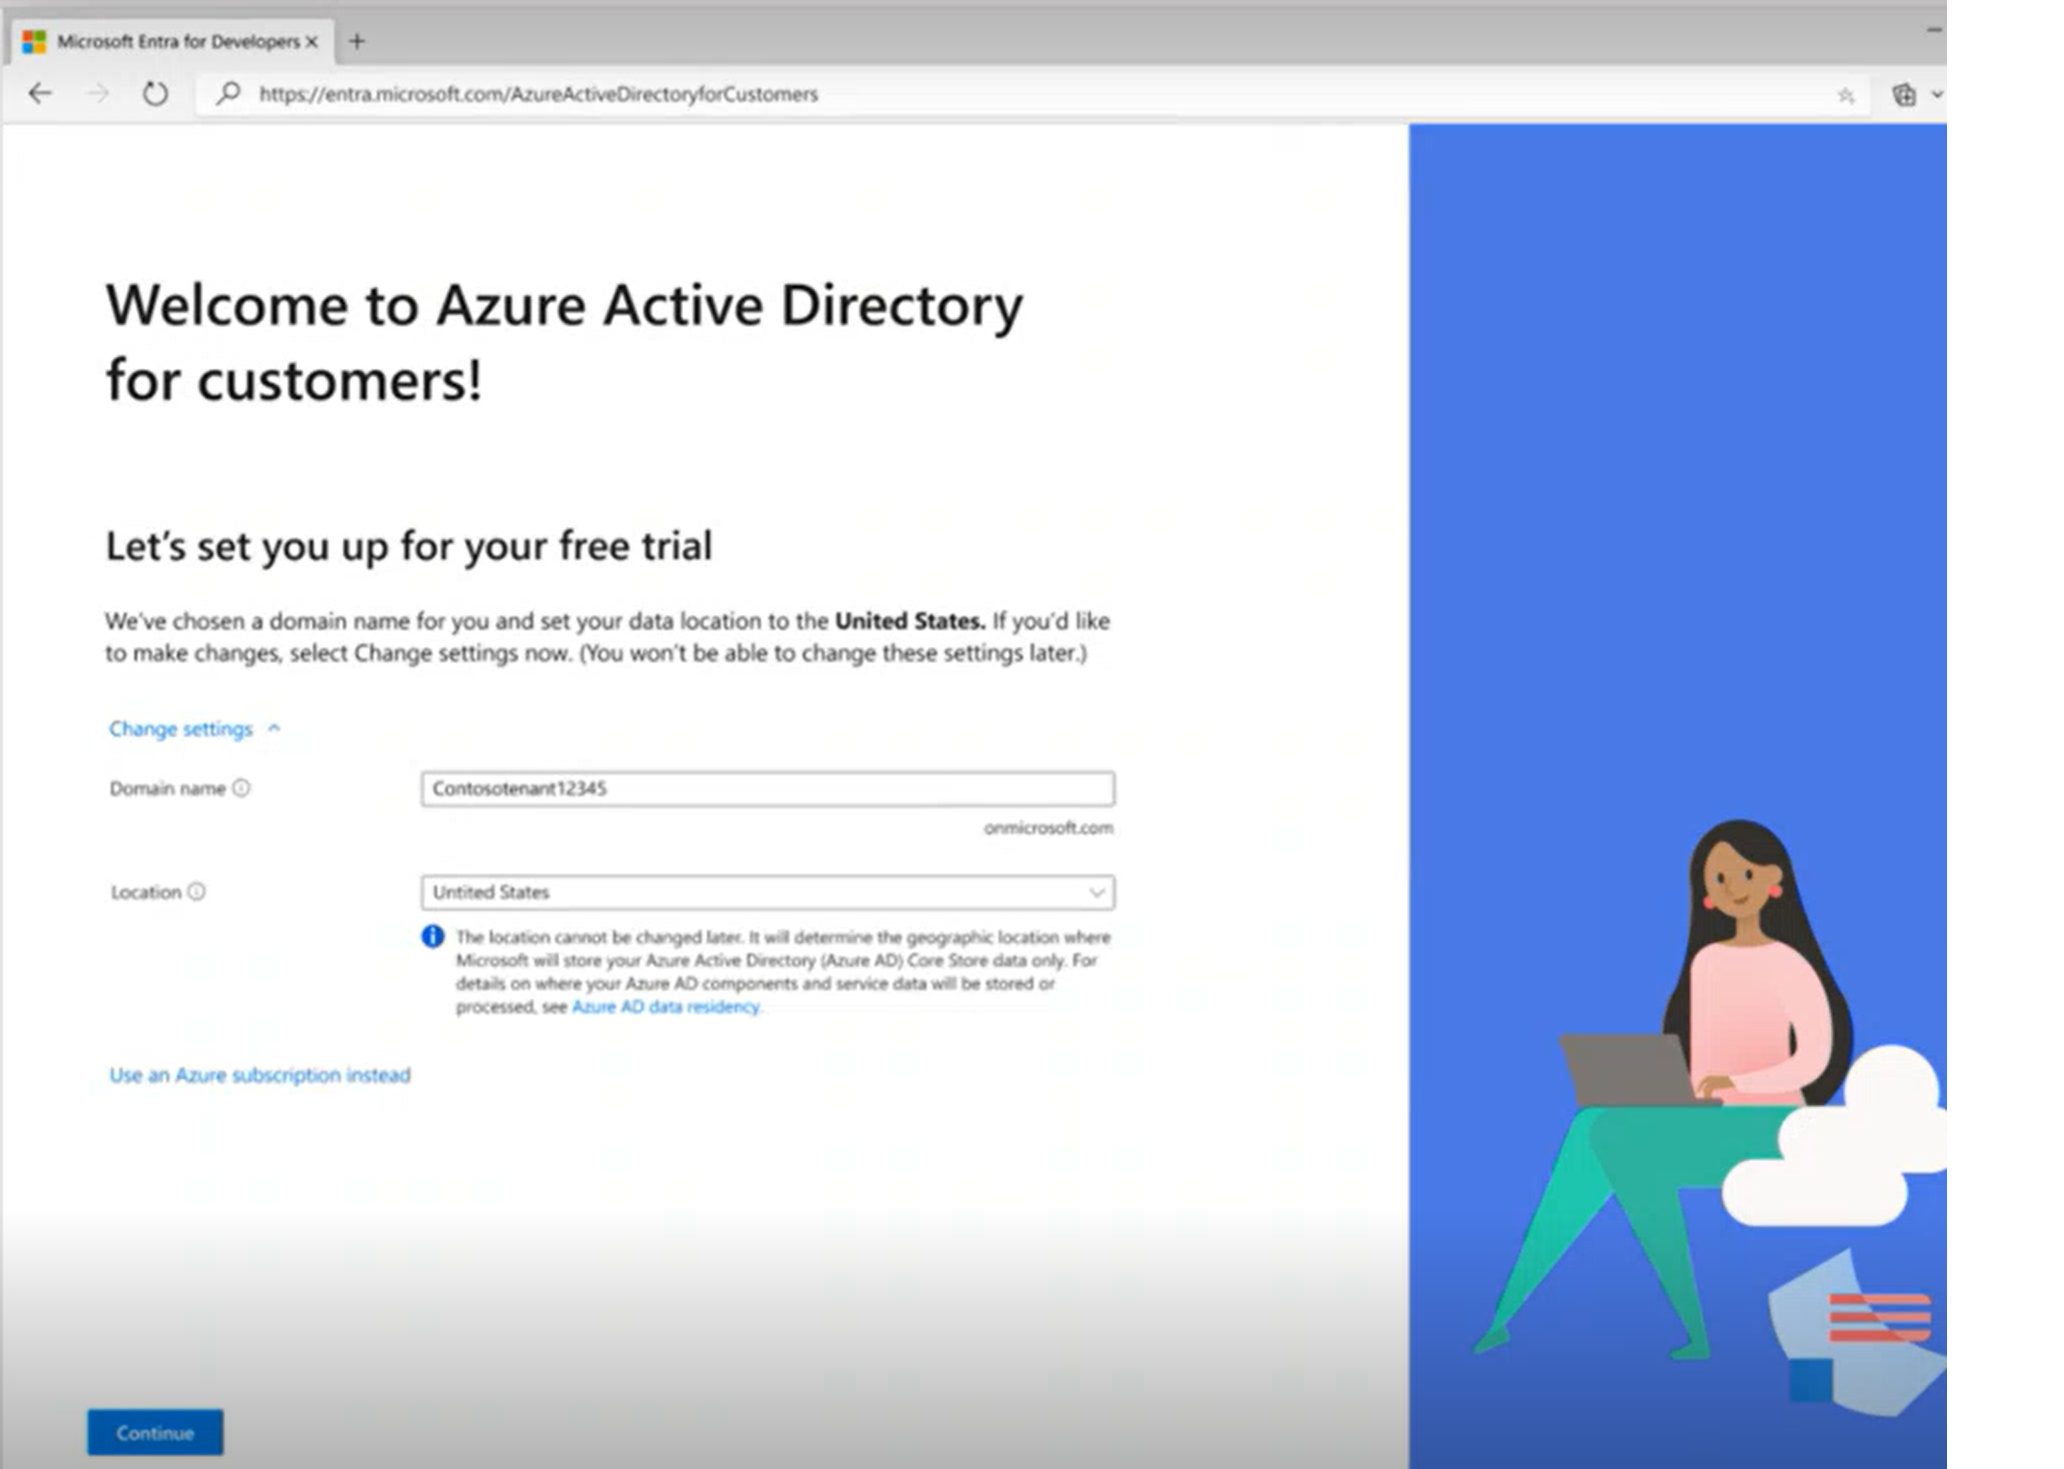 Microsoft Entra for Developers
https://entra.microsoft.com/AzureActiveDirectoryforCustomers
Welcome to Azure Active Directory
for customers!
Let's set you up for your free trial
We've chosen a domain name for you and set your data location to the United States. If you'd like
to make changes, select Change settings now. (You won't be able to change these settings later.)
Change settings
Domain name
Contosotenant12345
onmicrosoft.com
Location
Untited States
The location cannot be changed later. It will determine the geographic location where
Microsoft will store your Azure Active Directory (Azure AD) Core Store data only. For
details on where your Azure AD components and service data will be stored or
processed, see Azure AD data residency.
Use an Azure subscription instead
Continue